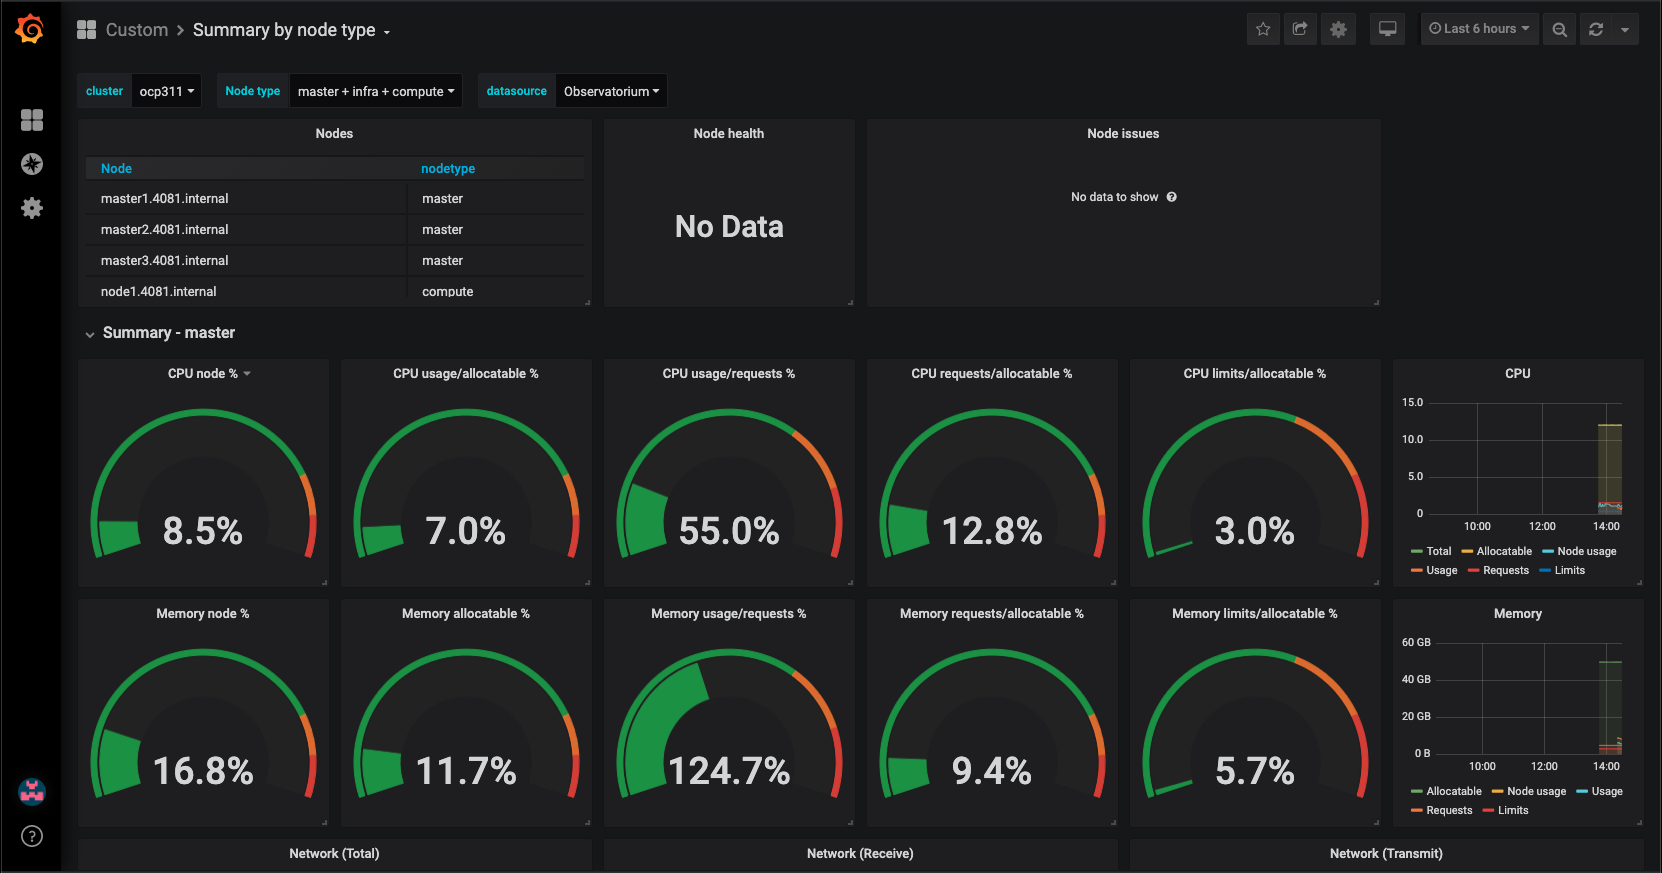 Custom > Summary by node type
Last 6 hours
cluster ocp311 Node type master + infra + compute datasource Observatorium
Nodes
Node nodetype
master1.4081.internal master
master2.4081.internal master
master3.4081.internal master
node1.4081.internal compute
Node health
No Data
Node issues
No data to show ?
Summary - master
CPU node %
8.5%
CPU usage/allocatable %
7.0%
CPU usage/requests %
55.0%
CPU requests/allocatable %
12.8%
CPU limits/allocatable %
3.0%
CPU
15.0
10.0
5.0
0
10:00 12:00 14:00
Total Allocatable Node usage
Usage Requests Limits
Memory node %
16.8%
Memory allocatable %
11.7%
Memory usage/requests %
124.7%
Memory requests/allocatable %
9.4%
Memory limits/allocatable %
5.7%
Memory
60 GB
40 GB
20 GB
0 B
10:00 12:00 14:00
Allocatable Node usage Usage
Requests Limits
?
Network (Total)
Network (Receive)
Network (Transmit)